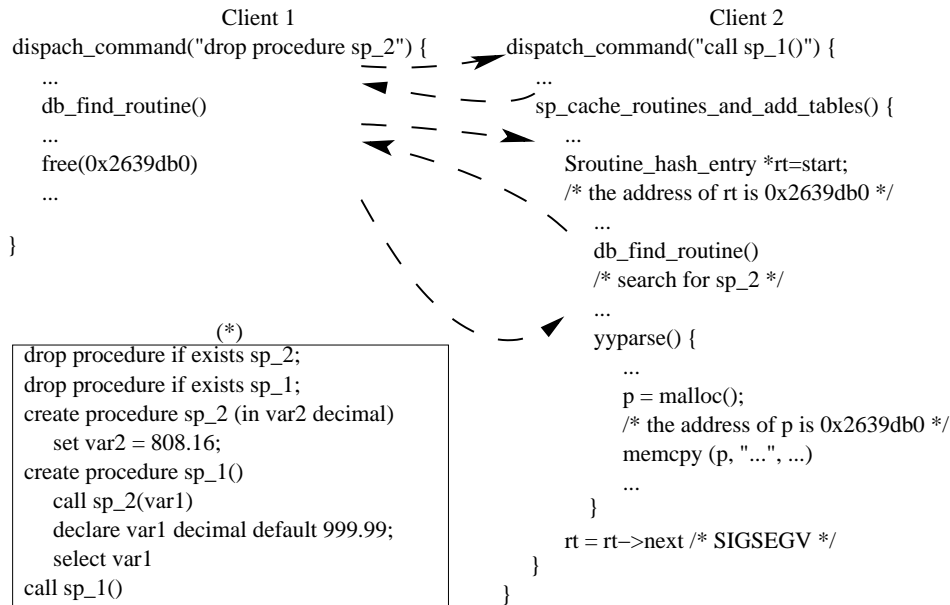 Client 1
dispach_command("drop procedure sp_2") {
...
db_find_routine()
...
free(0x2639db0)
...
}
Client 2
dispatch_command("call sp_1()") {
...
sp_cache_routines_and_add_tables() {
...
Sroutine_hash_entry *rt=start;
/* the address of rt is 0x2639db0 */
...
db_find_routine()
/* search for sp_2 */
...
yyparse() {
...
p = malloc();
/* the address of p is 0x2639db0 */
memcpy (p, "...", ...)
...
}
rt = rt−>next /* SIGSEGV */
}
}
(*)
drop procedure if exists sp_2;
drop procedure if exists sp_1;
create procedure sp_2 (in var2 decimal)
set var2 = 808.16;
create procedure sp_1()
call sp_2(var1)
declare var1 decimal default 999.99;
select var1
call sp_1()